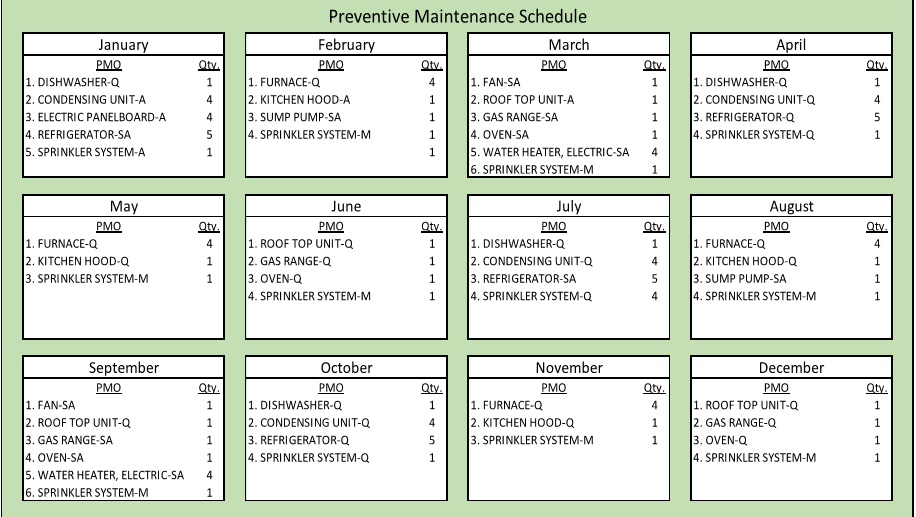 Preventive Maintenance Schedule
January
PMO Qty.
1. DISHWASHER-Q 1
2. CONDENSING UNIT-A 4
3. ELECTRIC PANELBOARD-A 4
4. REFRIGERATOR-SA 5
5. SPRINKLER SYSTEM-A 1
February
PMO Qty.
1. FURNACE-Q 4
2. KITCHEN HOOD-A 1
3. SUMP PUMP-SA 1
4. SPRINKLER SYSTEM-M 1
1
March
PMO Qty.
1. FAN-SA 1
2. ROOF TOP UNIT-A 1
3. GAS RANGE-SA 1
4. OVEN-SA 1
5. WATER HEATER, ELECTRIC-SA 4
6. SPRINKLER SYSTEM-M 1
April
PMO Qty.
1. DISHWASHER-Q 1
2. CONDENSING UNIT-Q 4
3. REFRIGERATOR-Q 5
4. SPRINKLER SYSTEM-Q 1
May
PMO Qty.
1. FURNACE-Q 4
2. KITCHEN HOOD-Q 1
3. SPRINKLER SYSTEM-M 1
June
PMO Qty.
1. ROOF TOP UNIT-Q 1
2. GAS RANGE-Q 1
3. OVEN-Q 1
4. SPRINKLER SYSTEM-M 1
July
PMO Qty.
1. DISHWASHER-Q 1
2. CONDENSING UNIT-Q 4
3. REFRIGERATOR-SA 5
4. SPRINKLER SYSTEM-Q 4
August
PMO Qty.
1. FURNACE-Q 4
2. KITCHEN HOOD-Q 1
3. SUMP PUMP-SA 1
4. SPRINKLER SYSTEM-M 1
September
PMO Qty.
1. FAN-SA 1
2. ROOF TOP UNIT-Q 1
3. GAS RANGE-SA 1
4. OVEN-SA 1
5. WATER HEATER, ELECTRIC-SA 4
6. SPRINKLER SYSTEM-M 1
October
PMO Qty.
1. DISHWASHER-Q 1
2. CONDENSING UNIT-Q 4
3. REFRIGERATOR-Q 5
4. SPRINKLER SYSTEM-Q 1
November
PMO Qty.
1. FURNACE-Q 4
2. KITCHEN HOOD-Q 1
3. SPRINKLER SYSTEM-M 1
December
PMO Qty.
1. ROOF TOP UNIT-Q 1
2. GAS RANGE-Q 1
3. OVEN-Q 1
4. SPRINKLER SYSTEM-M 1